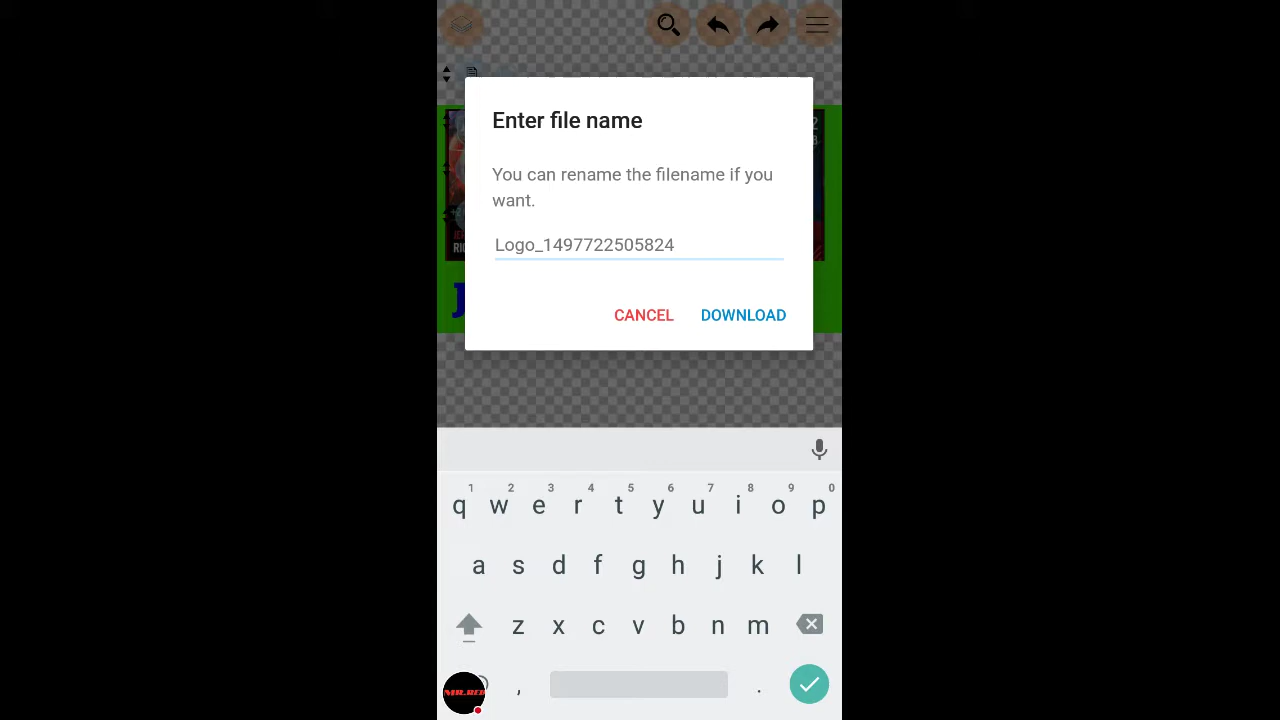 Enter file name
You can rename the filename if you
want.
Logo_1497722505824
CANCEL DOWNLOAD
1 2 3 4 5 6 7 8 9 0
q w e r t y u i o p
a s d f g h j k l
z x c v b n m
, .